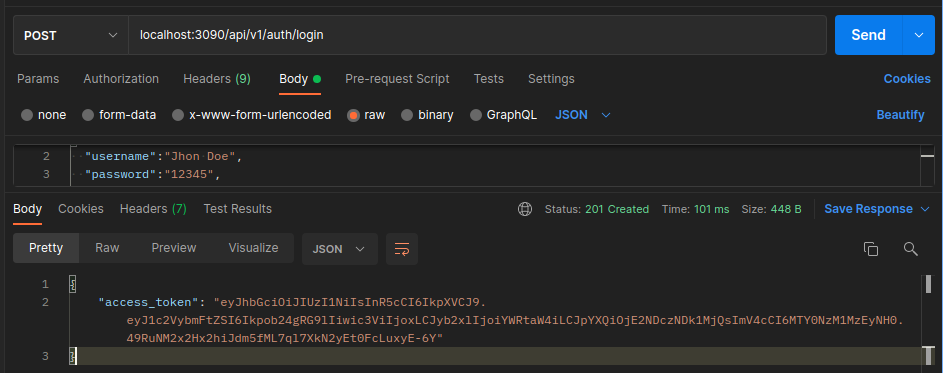 POST localhost:3090/api/v1/auth/login Send
Params Authorization Headers (9) Body Pre-request Script Tests Settings Cookies
none form-data x-www-form-urlencoded raw binary GraphQL JSON Beautify
2 "username":"Jhon Doe",
3 "password":"12345",
Body Cookies Headers (7) Test Results Status: 201 Created Time: 101 ms Size: 448 B Save Response
Pretty Raw Preview Visualize JSON
1 {
2 "access_token": "eyJhbGciOiJIUzI1NiIsInR5cCI6IkpXVCJ9.
eyJ1c2VybmFtZSI6Ikpob24gRG9lIiwic3ViIjoxLCJyb2xlIjoiYWRtaW4iLCJpYXQiOjE2NDczNDk1MjQsImV4cCI6MTY0NzM1MzEyNH0.
49RuNM2x2Hx2hiJdm5fML7ql7XkN2yEt0FcLuxyE-6Y"
3 }